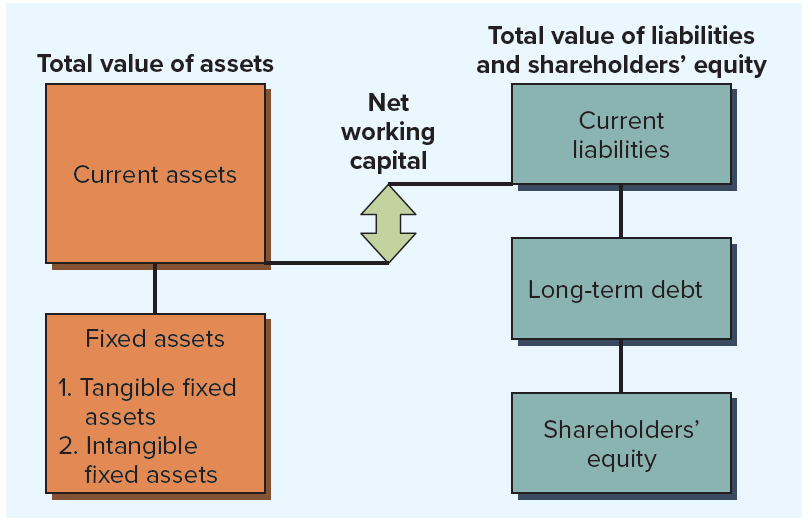 Total value of assets
Total value of liabilities
and shareholders’ equity
Net
working
capital
Current assets
Current
liabilities
Long-term debt
Fixed assets
1. Tangible fixed
assets
2. Intangible
fixed assets
Shareholders’
equity